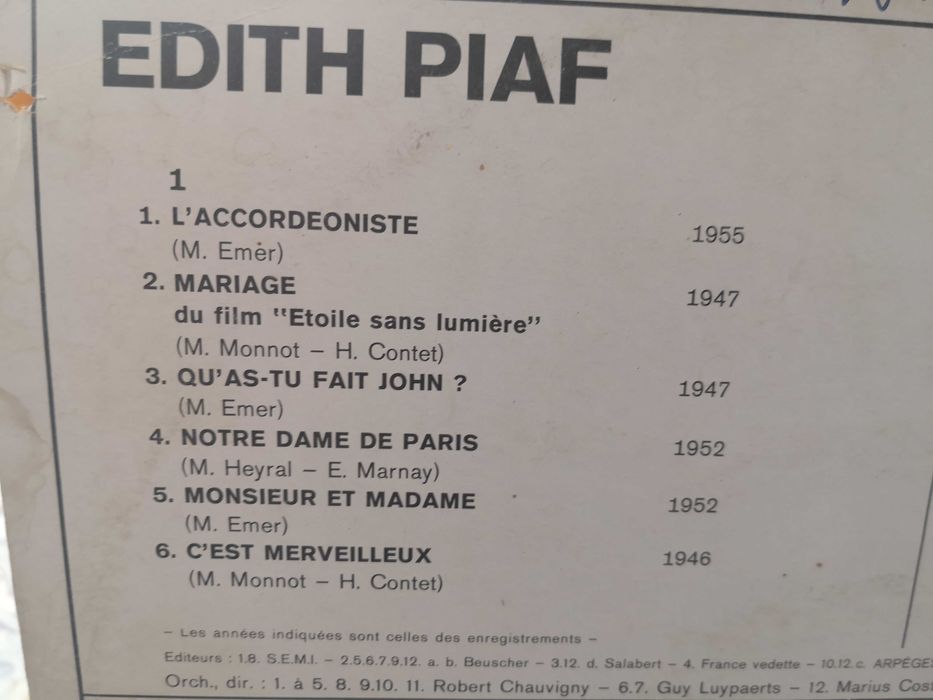 EDITH PIAF
1
1. L'ACCORDEONISTE 1955
(M. Emer)
2. MARIAGE 1947
du film "Etoile sans lumière"
(M. Monnot – H. Contet)
3. QU'AS-TU FAIT JOHN ? 1947
(M. Emer)
4. NOTRE DAME DE PARIS 1952
(M. Heyral – E. Marnay)
5. MONSIEUR ET MADAME 1952
(M. Emer)
6. C'EST MERVEILLEUX 1946
(M. Monnot – H. Contet)
– Les années indiquées sont celles des enregistrements –
Editeurs : 1.8. S.E.M.I. – 2.5.6.7.9.12. a. b. Beuscher – 3.12. d. Salabert – 4. France vedette – 10.12 c. ARPEGE
Orch., dir. : 1. à 5. 8. 9.10. 11. Robert Chauvigny – 6.7. Guy Luypaerts – 12. Marius